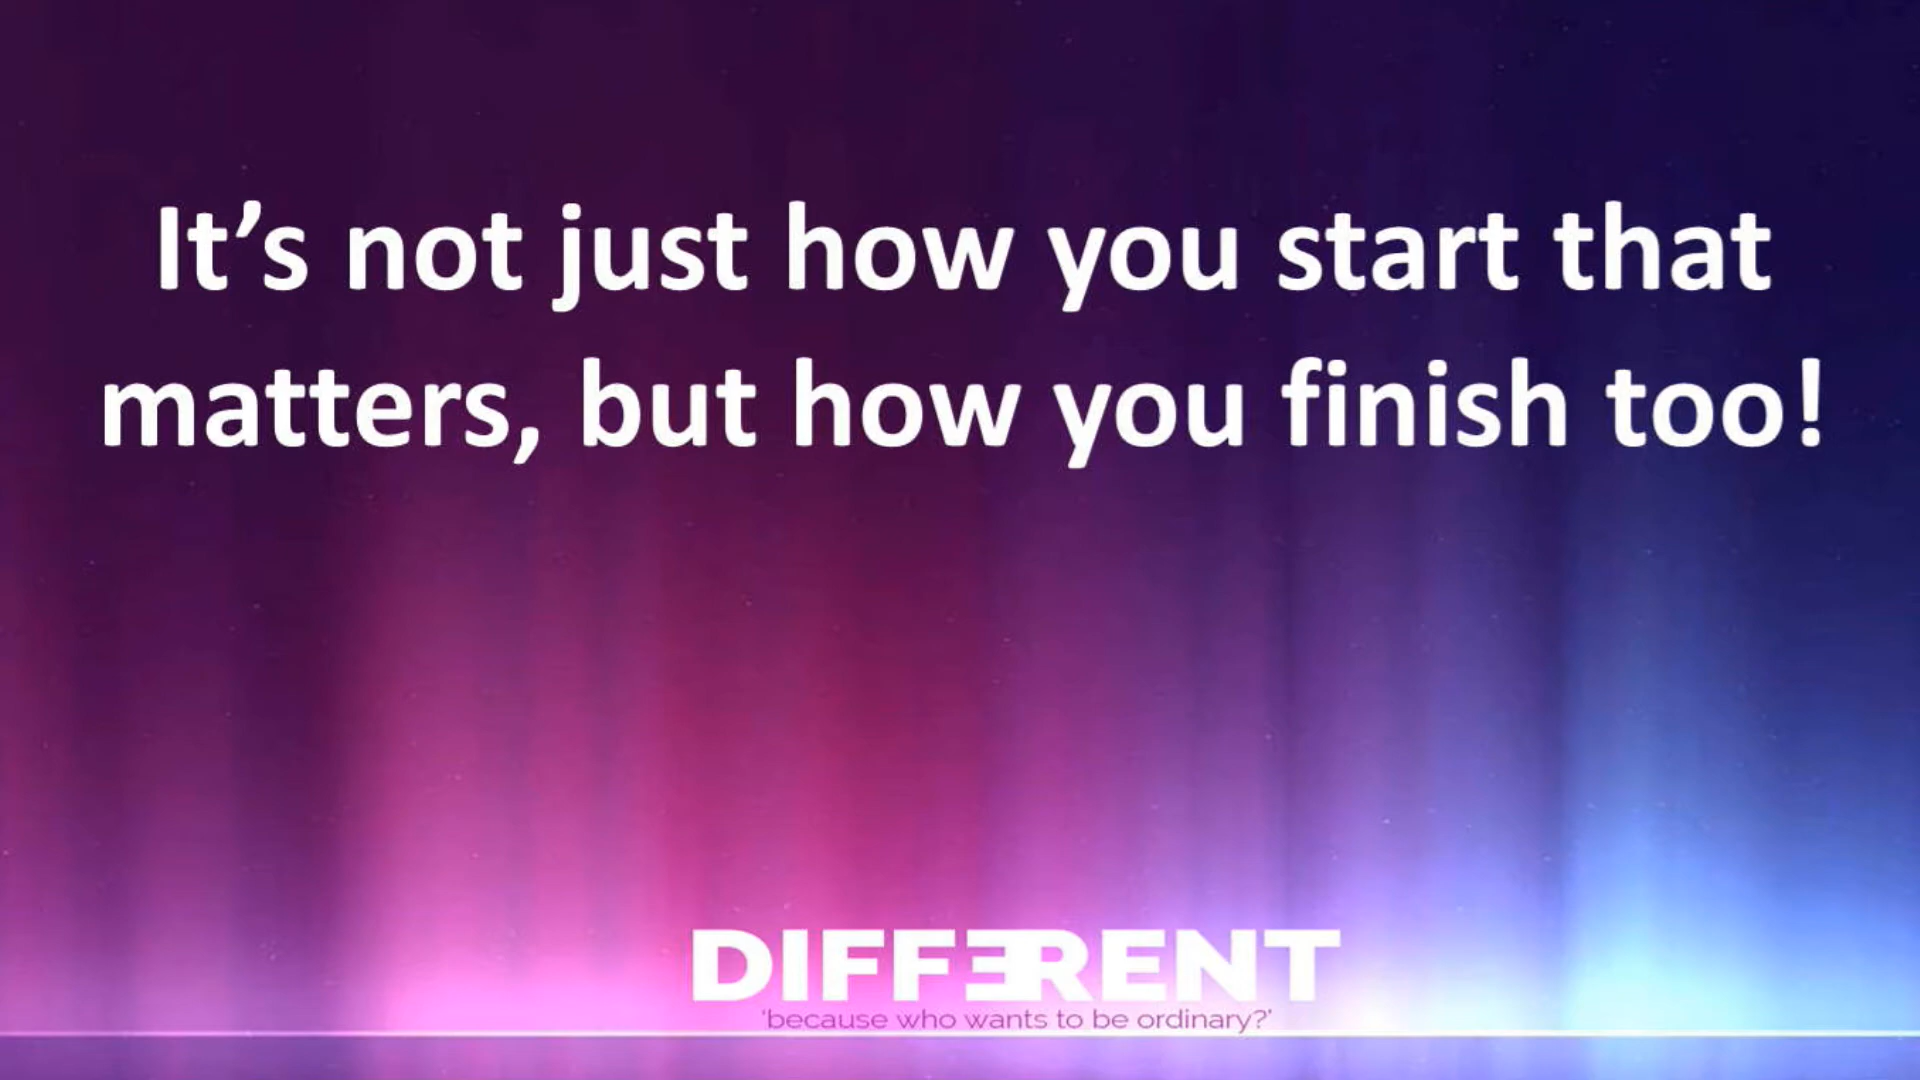 It’s not just how you start that
matters, but how you finish too!
DIFFERENT
‘because who wants to be ordinary?’